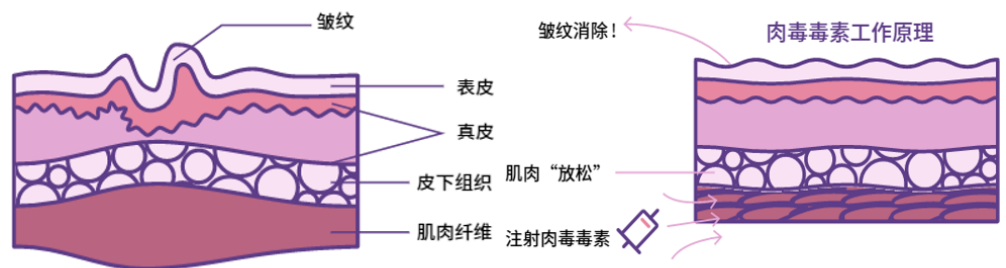 皱纹
表皮
真皮
皮下组织
肌肉纤维
肉毒毒素工作原理
皱纹消除！
肌肉“放松”
注射肉毒毒素